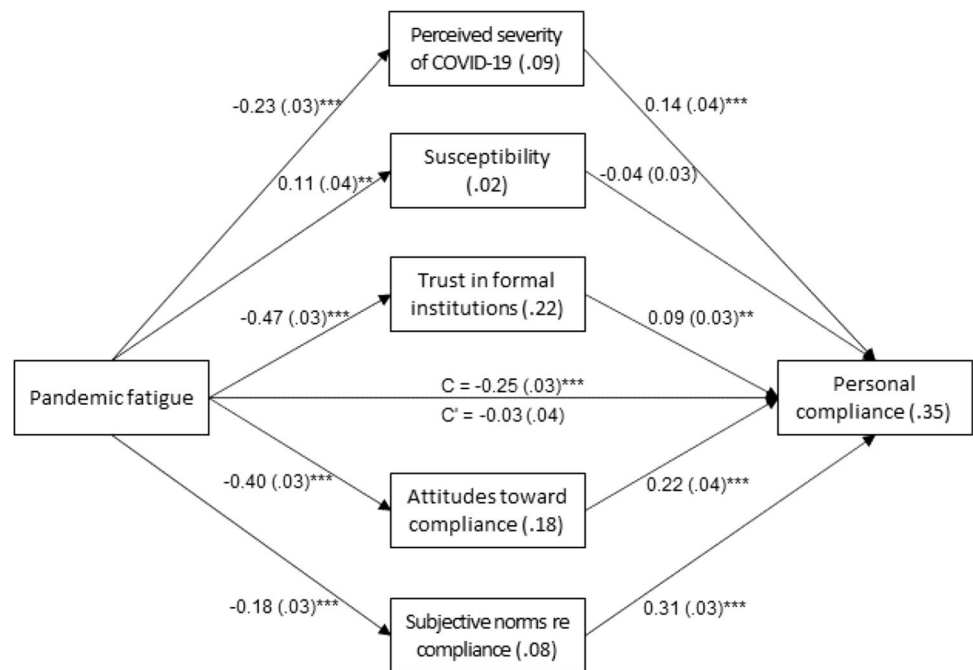 Perceived severity
of COVID-19 (.09)
-0.23 (.03)***
0.14 (.04)***
Susceptibility
(.02)
0.11 (.04)**
-0.04 (0.03)
Trust in formal
institutions (.22)
-0.47 (.03)***
0.09 (0.03)**
Pandemic fatigue
C = -0.25 (.03)***
C' = -0.03 (.04)
Personal
compliance (.35)
-0.40 (.03)***
Attitudes toward
compliance (.18)
0.22 (.04)***
-0.18 (.03)***
Subjective norms re
compliance (.08)
0.31 (.03)***